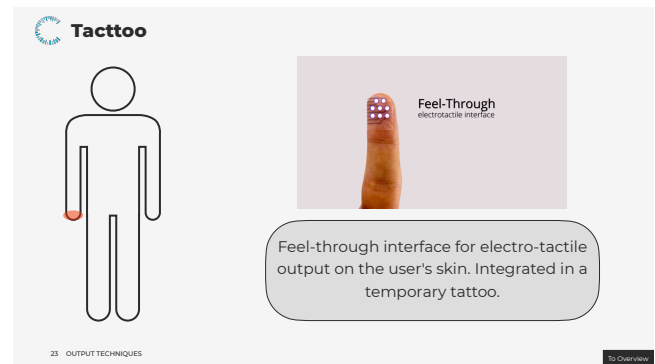 Tacttoo
Feel-Through
electrotactile interface
Feel-through interface for electro-tactile
output on the user's skin. Integrated in a
temporary tattoo.
23 OUTPUT TECHNIQUES
To Overview